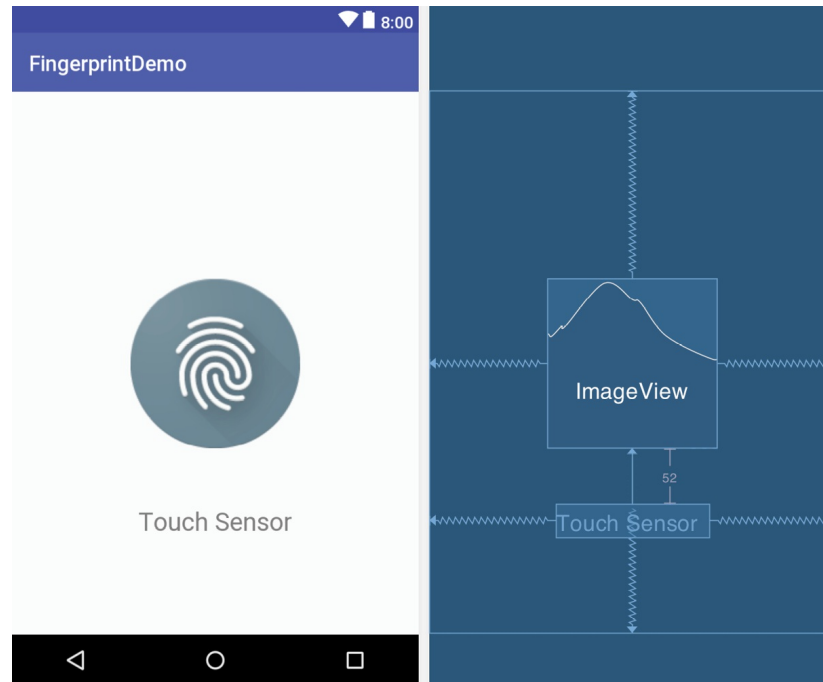 8:00
FingerprintDemo
Touch Sensor
ImageView
52
Touch Sensor